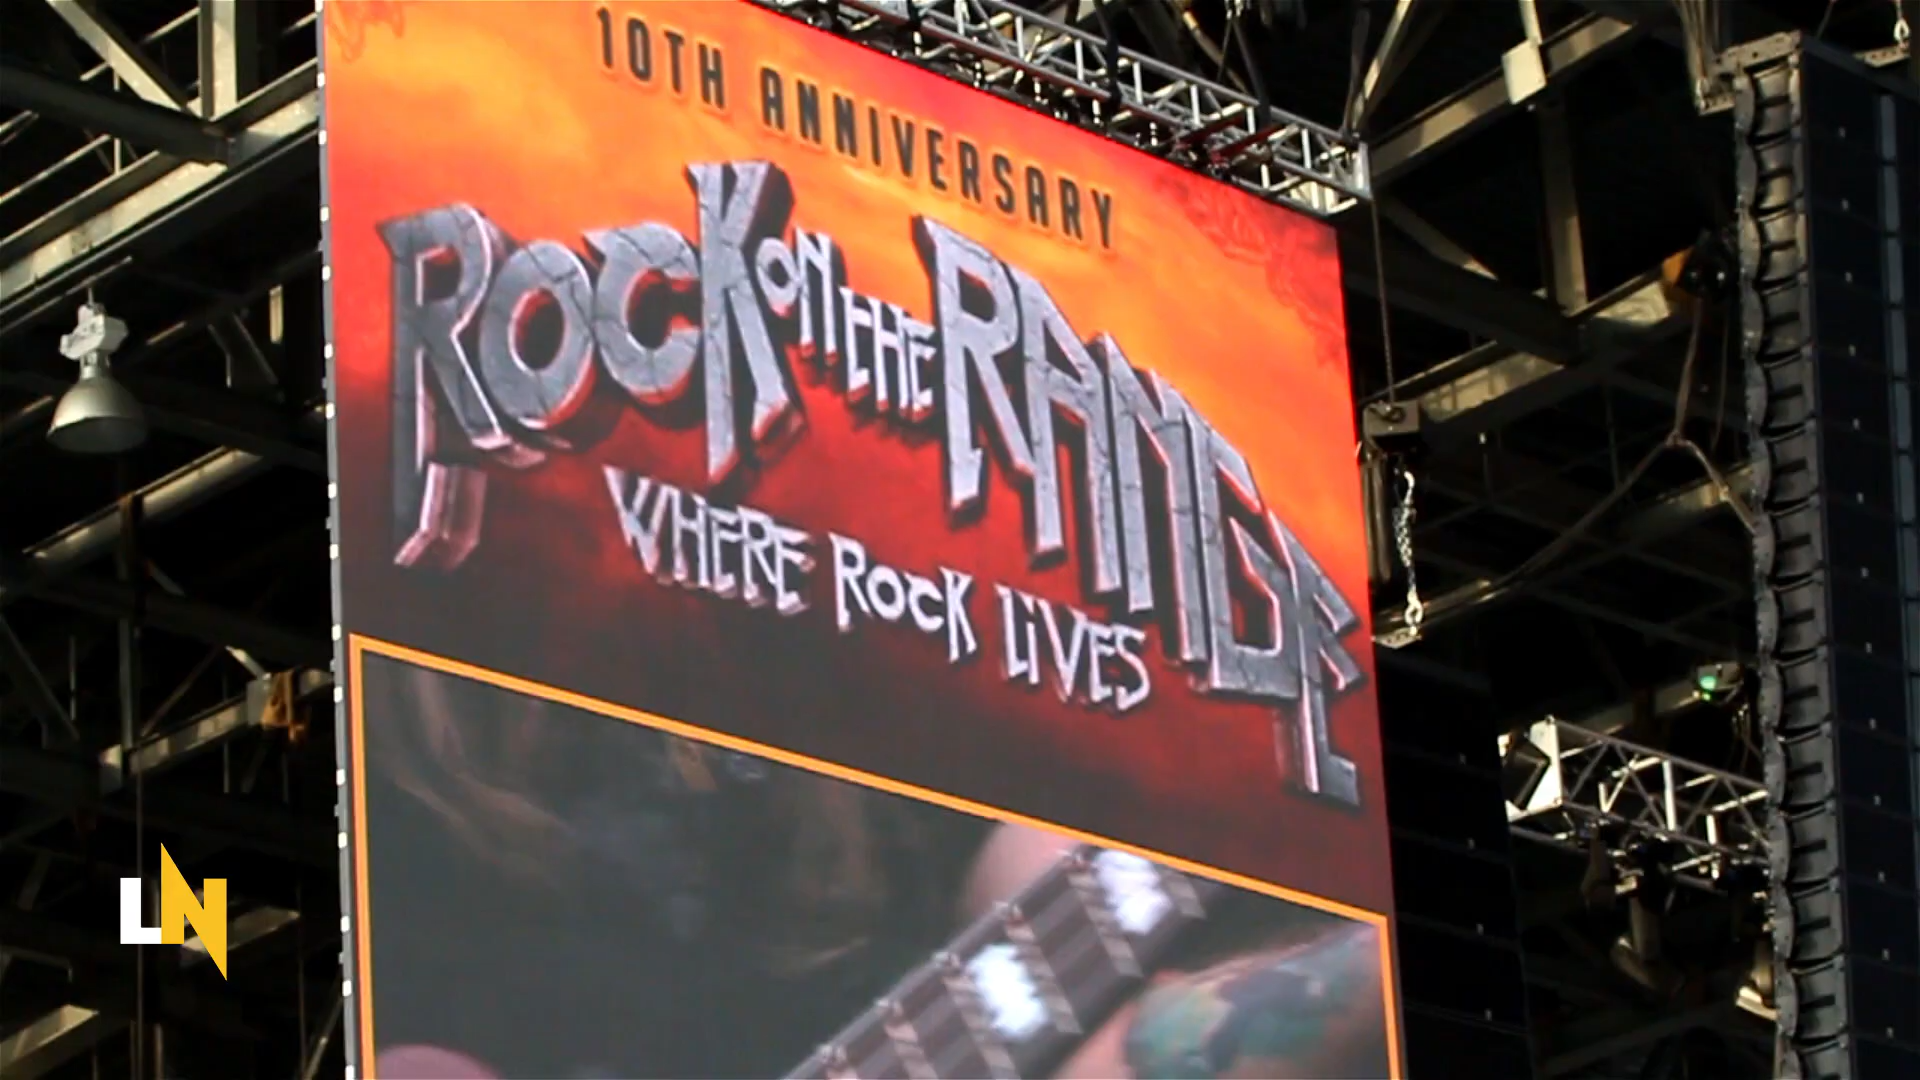 10TH ANNIVERSARY
ROCK ON THE RANGE
WHERE ROCK LIVES
LN